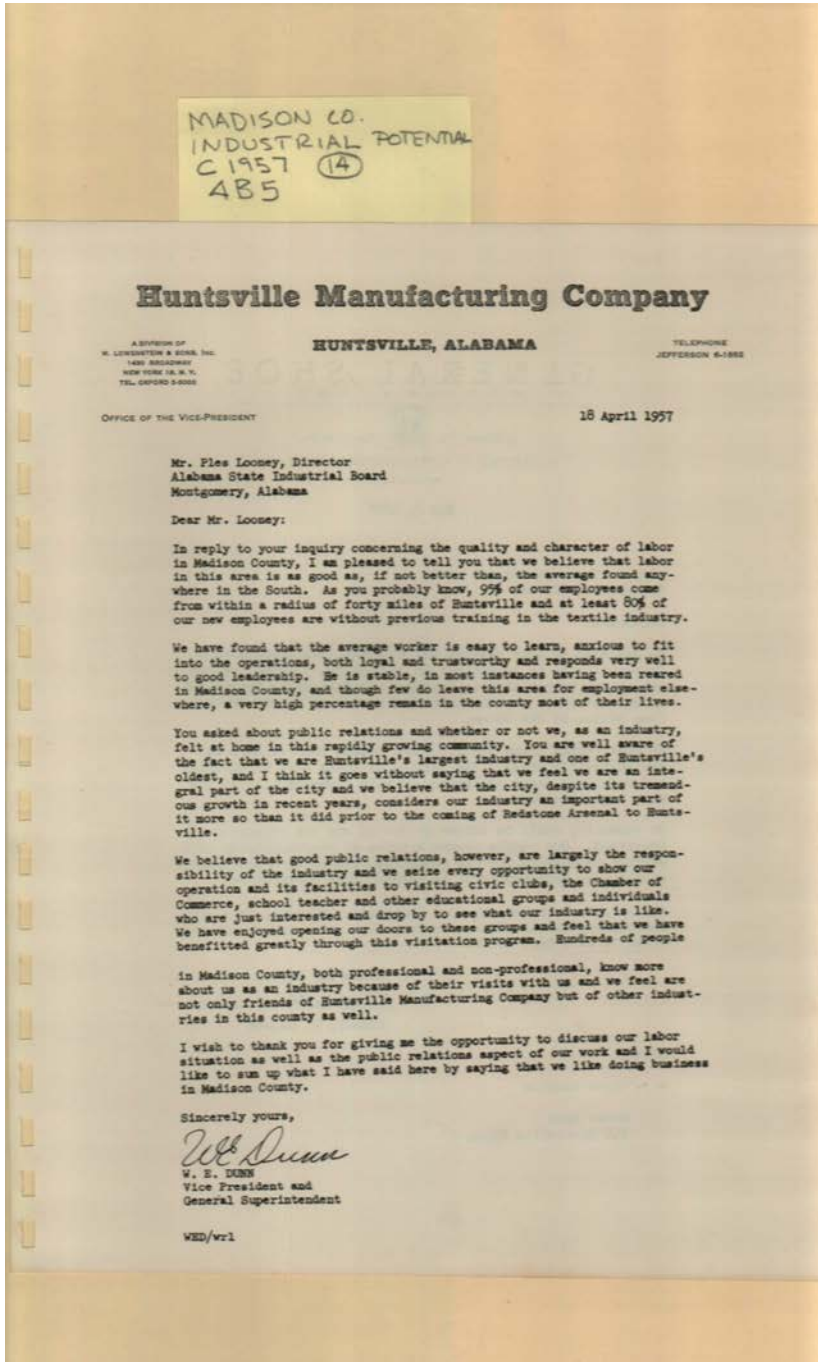 MADISON CO.
INDUSTRIAL POTENTIAL
C 1957 14
4B5
Huntsville Manufacturing Company
A DIVISION OF
M. LOWENSTEIN & SONS, INC.
1430 BROADWAY
NEW YORK 18, N. Y.
TEL. OXFORD 5-5000
HUNTSVILLE, ALABAMA
TELEPHONE
JEFFERSON 6-1552
OFFICE OF THE VICE-PRESIDENT
18 April 1957
Mr. Ples Looney, Director
Alabama State Industrial Board
Montgomery, Alabama
Dear Mr. Looney:
In reply to your inquiry concerning the quality and character of labor
in Madison County, I am pleased to tell you that we believe that labor
in this area is as good as, if not better than, the average found any-
where in the South. As you probably know, 95% of our employees come
from within a radius of forty miles of Huntsville and at least 80% of
our new employees are without previous training in the textile industry.
We have found that the average worker is easy to learn, anxious to fit
into the operations, both loyal and trustworthy and responds very well
to good leadership. He is stable, in most instances having been reared
in Madison County, and though few do leave this area for employment else-
where, a very high percentage remain in the county most of their lives.
You asked about public relations and whether or not we, as an industry,
felt at home in this rapidly growing community. You are well aware of
the fact that we are Huntsville's largest industry and one of Huntsville's
oldest, and I think it goes without saying that we feel we are an inte-
gral part of the city and we believe that the city, despite its tremend-
ous growth in recent years, considers our industry an important part of
it more so than it did prior to the coming of Redstone Arsenal to Hunts-
ville.
We believe that good public relations, however, are largely the respon-
sibility of the industry and we seize every opportunity to show our
operation and its facilities to visiting civic clubs, the Chamber of
Commerce, school teacher and other educational groups and individuals
who are just interested and drop by to see what our industry is like.
We have enjoyed opening our doors to these groups and feel that we have
benefitted greatly through this visitation program. Hundreds of people
in Madison County, both professional and non-professional, know more
about us as an industry because of their visits with us and we feel are
not only friends of Huntsville Manufacturing Company but of other indust-
ries in this county as well.
I wish to thank you for giving me the opportunity to discuss our labor
situation as well as the public relations aspect of our work and I would
like to sum up what I have said here by saying that we like doing business
in Madison County.
Sincerely yours,
WE Dunn
W. E. DUNN
Vice President and
General Superintendent
WED/wrl